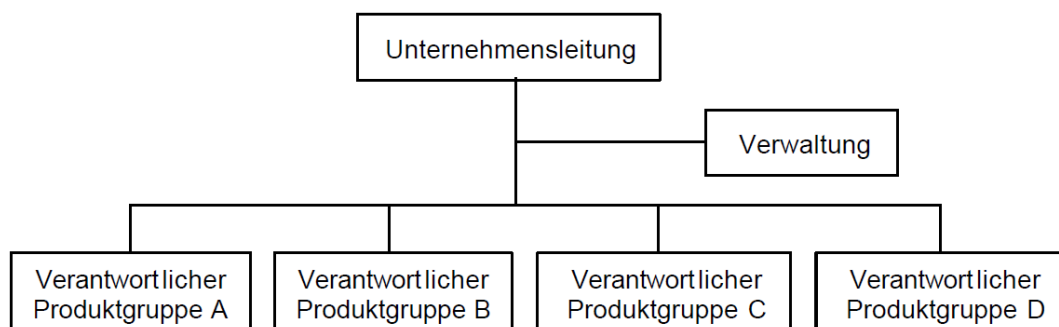 Unternehmensleitung
Verwaltung
Verantwortlicher
Produktgruppe A
Verantwortlicher
Produktgruppe B
Verantwortlicher
Produktgruppe C
Verantwortlicher
Produktgruppe D